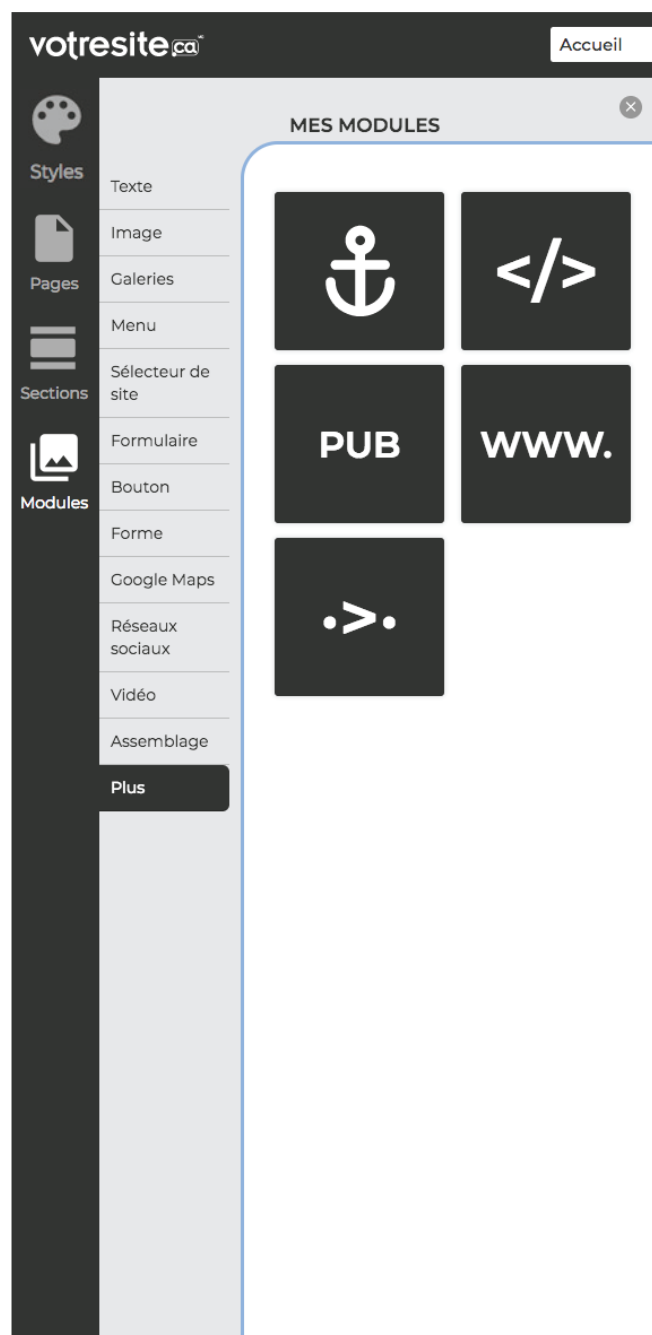 votresite.ca
Accueil
MES MODULES
Styles
Pages
Sections
Modules
Texte
Image
Galeries
Menu
Sélecteur de
site
Formulaire
Bouton
Forme
Google Maps
Réseaux
sociaux
Vidéo
Assemblage
Plus
</>
PUB
WWW.
•>•